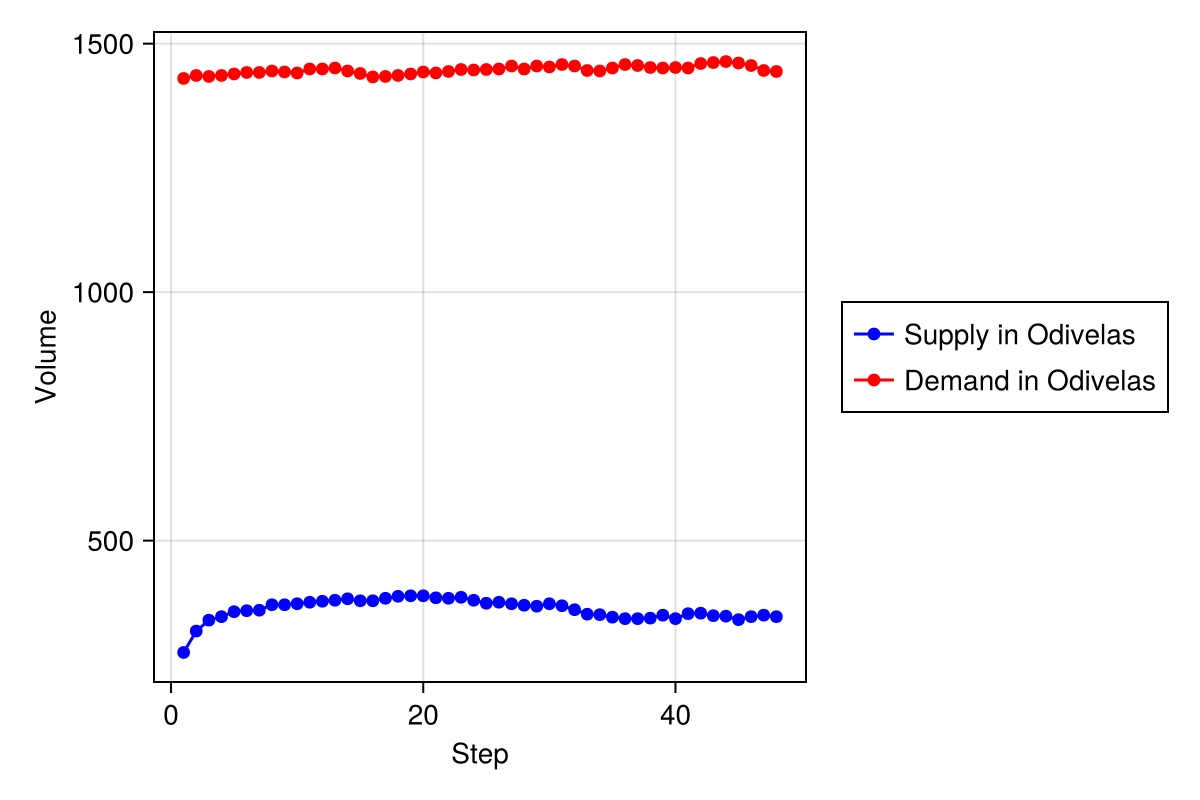 1500
1000
500
Volume
0 20 40
Step
Supply in Odivelas
Demand in Odivelas